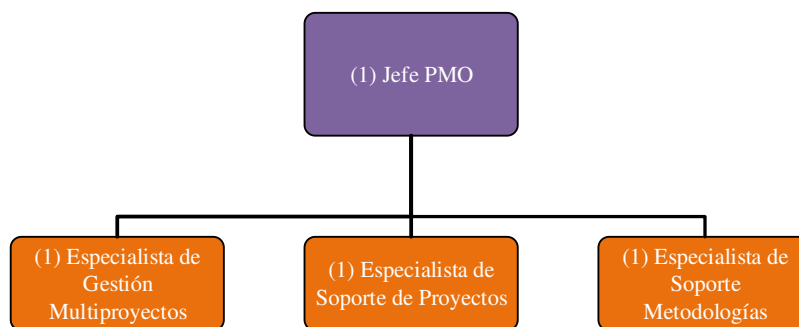 (1) Jefe PMO
(1) Especialista de
Gestión
Multiproyectos
(1) Especialista de
Soporte de Proyectos
(1) Especialista de
Soporte
Metodologías